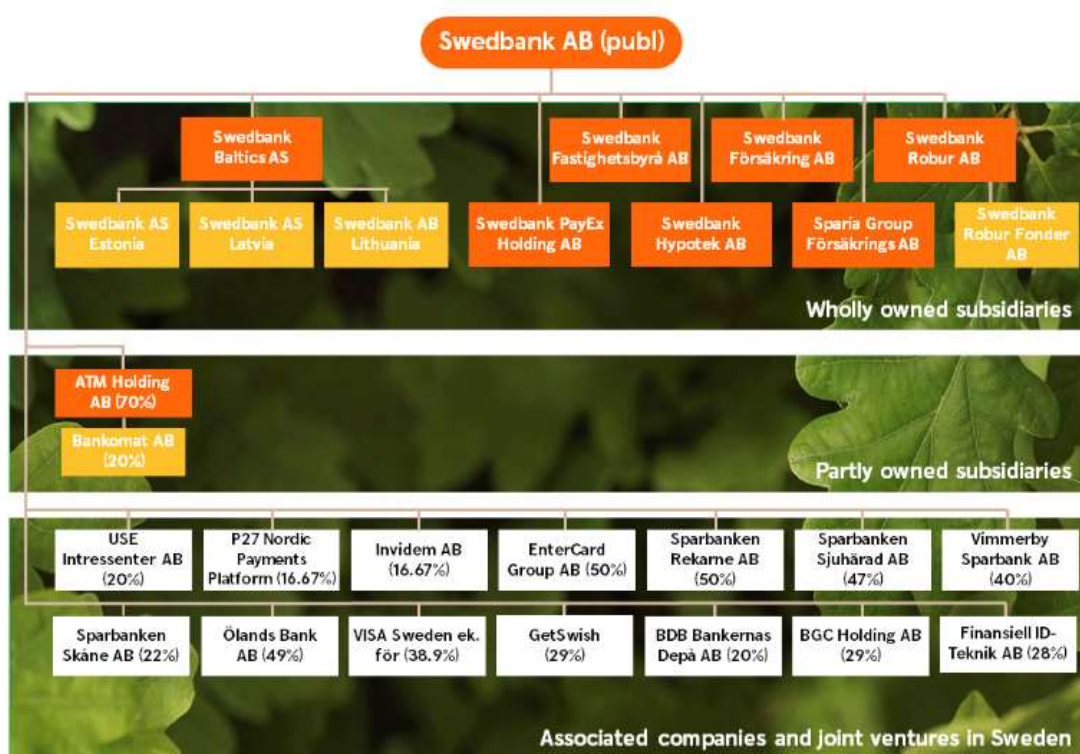 Swedbank AB (publ)
Swedbank
Baltics AS
Swedbank
Fastighetsbyrå AB
Swedbank
Försäkring AB
Swedbank
Robur AB
Swedbank AS
Estonia
Swedbank AS
Latvia
Swedbank AB
Lithuania
Swedbank PayEx
Holding AB
Swedbank
Hypotek AB
Sparia Group
Försäkrings AB
Swedbank
Robur Fonder
AB
Wholly owned subsidiaries
ATM Holding
AB (70%)
Bankomat AB
(20%)
Partly owned subsidiaries
USE
Intressenter AB
(20%)
P27 Nordic
Payments
Platform (16.67%)
Invidem AB
(16.67%)
EnterCard
Group AB (50%)
Sparbanken
Rekarne AB
(50%)
Sparbanken
Sjuhärad AB
(47%)
Vimmerby
Sparbank AB
(40%)
Sparbanken
Skåne AB (22%)
Ölands Bank
AB (49%)
VISA Sweden ek.
för (38.9%)
GetSwish
(29%)
BDB Bankernas
Depå AB (20%)
BGC Holding AB
(29%)
Finansiell ID-
Teknik AB (28%)
Associated companies and joint ventures in Sweden